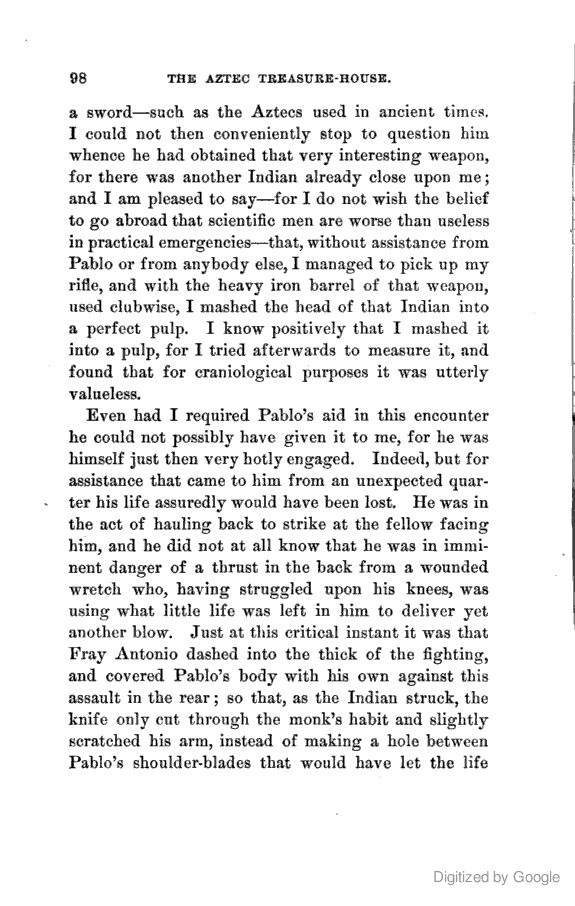 98 THE AZTEC TREASURE-HOUSE.
a sword—such as the Aztecs used in ancient times.
I could not then conveniently stop to question him
whence he had obtained that very interesting weapon,
for there was another Indian already close upon me;
and I am pleased to say—for I do not wish the belief
to go abroad that scientific men are worse than useless
in practical emergencies—that, without assistance from
Pablo or from anybody else, I managed to pick up my
rifle, and with the heavy iron barrel of that weapon,
used clubwise, I mashed the head of that Indian into
a perfect pulp. I know positively that I mashed it
into a pulp, for I tried afterwards to measure it, and
found that for craniological purposes it was utterly
valueless.
Even had I required Pablo's aid in this encounter
he could not possibly have given it to me, for he was
himself just then very hotly engaged. Indeed, but for
assistance that came to him from an unexpected quar-
ter his life assuredly would have been lost. He was in
the act of hauling back to strike at the fellow facing
him, and he did not at all know that he was in immi-
nent danger of a thrust in the back from a wounded
wretch who, having struggled upon his knees, was
using what little life was left in him to deliver yet
another blow. Just at this critical instant it was that
Fray Antonio dashed into the thick of the fighting,
and covered Pablo's body with his own against this
assault in the rear; so that, as the Indian struck, the
knife only cut through the monk's habit and slightly
scratched his arm, instead of making a hole between
Pablo's shoulder-blades that would have let the life
Digitized by Google